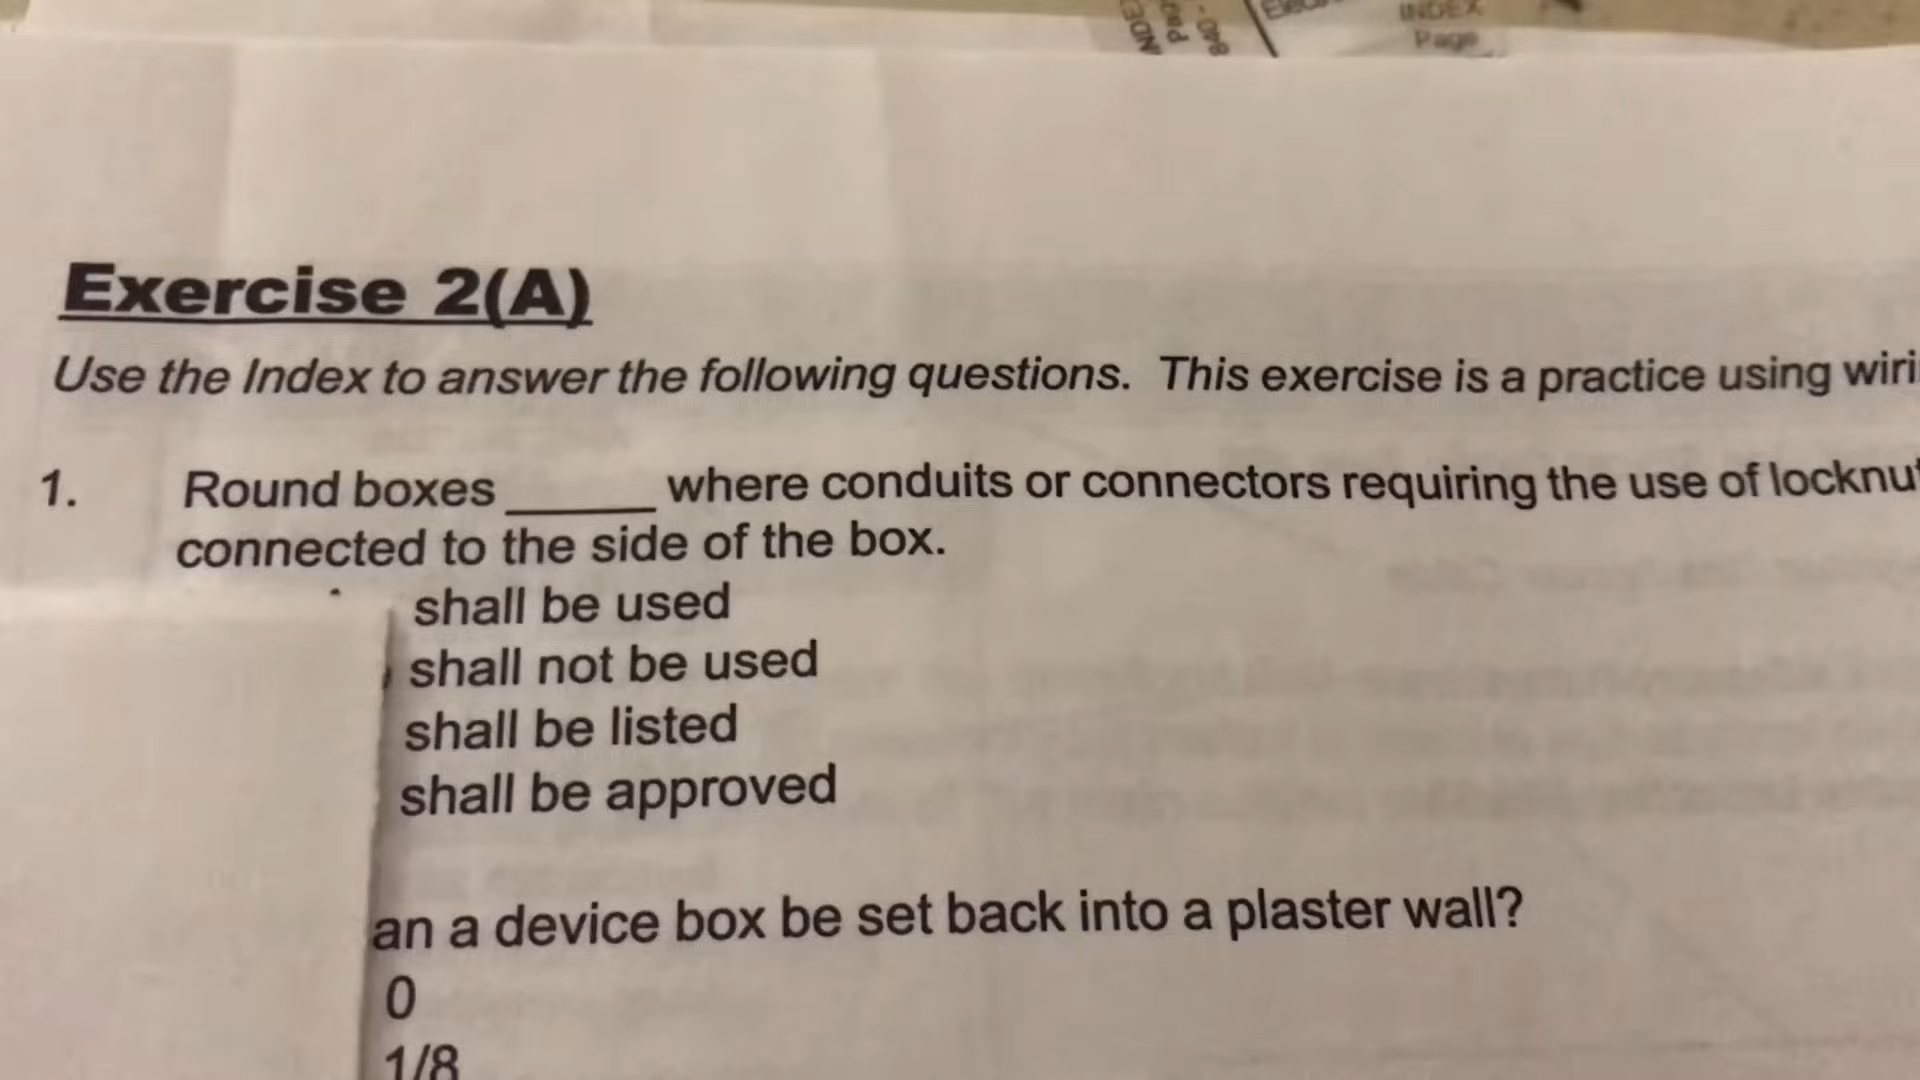 INDEX
Page
Exercise 2(A)
Use the Index to answer the following questions. This exercise is a practice using wiri
1. Round boxes ______ where conduits or connectors requiring the use of locknut
connected to the side of the box.
shall be used
shall not be used
shall be listed
shall be approved
an a device box be set back into a plaster wall?
0
1/8